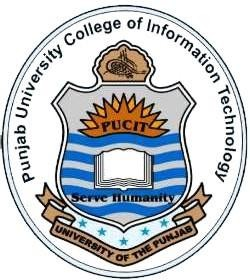 Punjab University College of Information Technology
PUCIT
Serve Humanity
UNIVERSITY OF THE PUNJAB